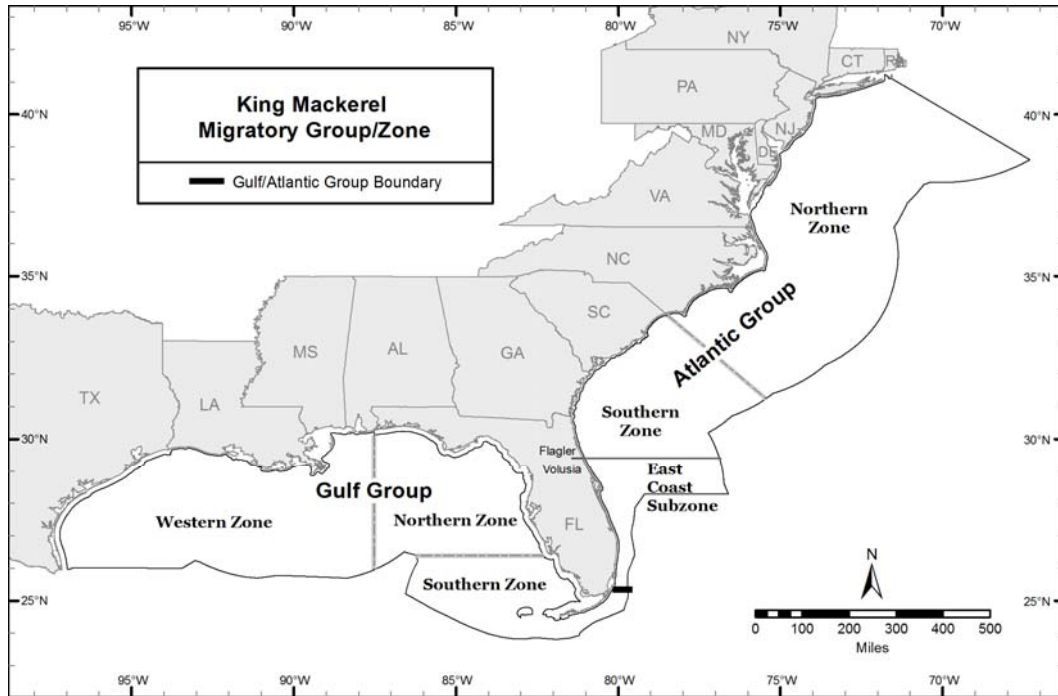 95°W 90°W 85°W 80°W 75°W 70°W
King Mackerel
Migratory Group/Zone
Gulf/Atlantic Group Boundary
NY
CT
RI
PA
40°N
40°N
NJ
MD
DE
VA
Northern
Zone
NC
35°N
35°N
SC
Atlantic Group
MS
AL
GA
TX
LA
Southern
Zone
30°N
30°N
Flagler
Volusia
East
Coast
Subzone
Gulf Group
Western Zone
Northern Zone
FL
Southern Zone
N
25°N
25°N
0 50 100 200 300 400 500
Miles
95°W 90°W 85°W 80°W 75°W 70°W